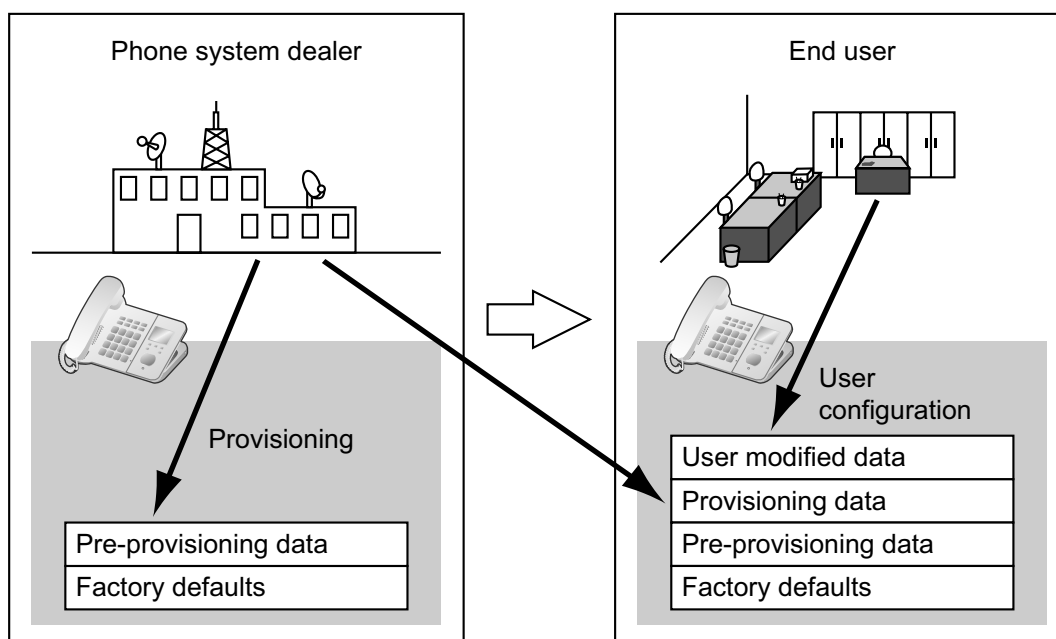 Phone system dealer
Provisioning
Pre-provisioning data
Factory defaults
End user
User
configuration
User modified data
Provisioning data
Pre-provisioning data
Factory defaults